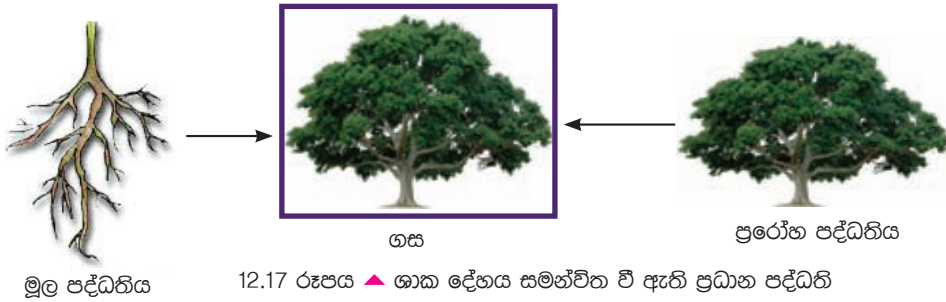 ගස
ප්‍රරෝහ පද්ධතිය
මූල පද්ධතිය
12.17 රූපය ▲ ශාක දේහය සමන්විත වී ඇති ප්‍රධාන පද්ධති